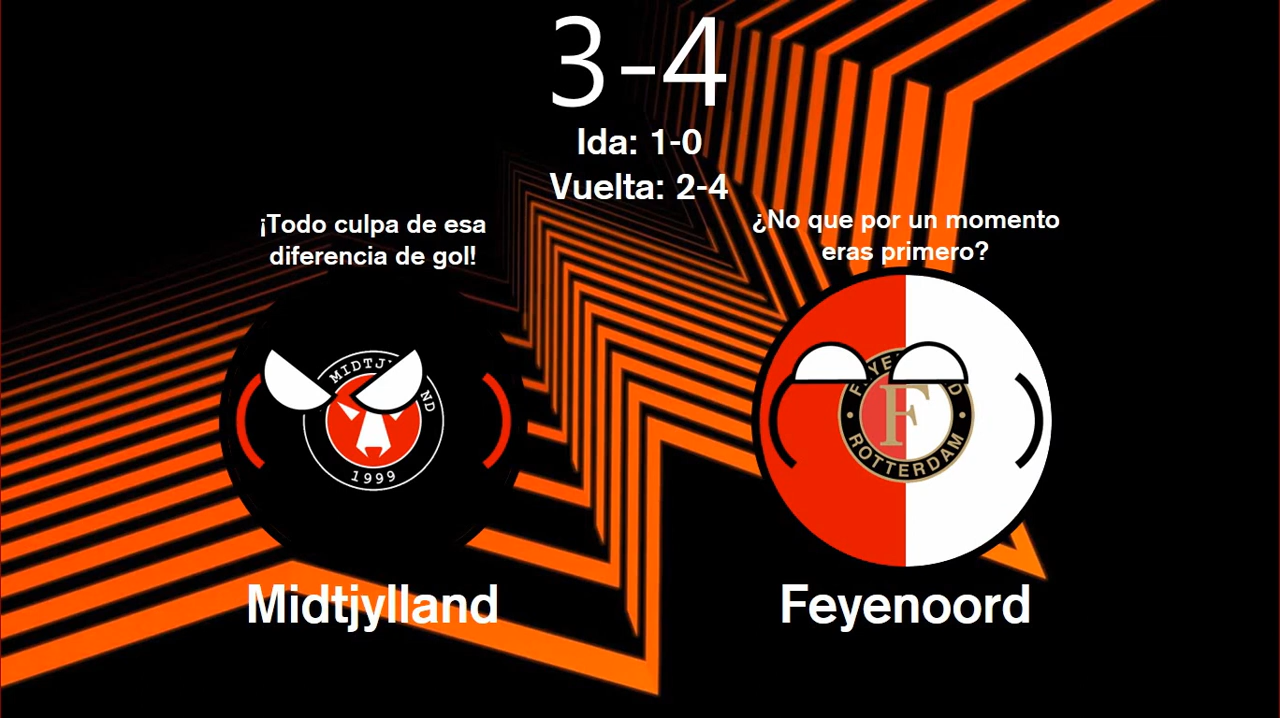 3-4
Ida: 1-0
Vuelta: 2-4
¡Todo culpa de esa
diferencia de gol!
¿No que por un momento
eras primero?
1999
F
ROTTERDAM
Midtjylland
Feyenoord